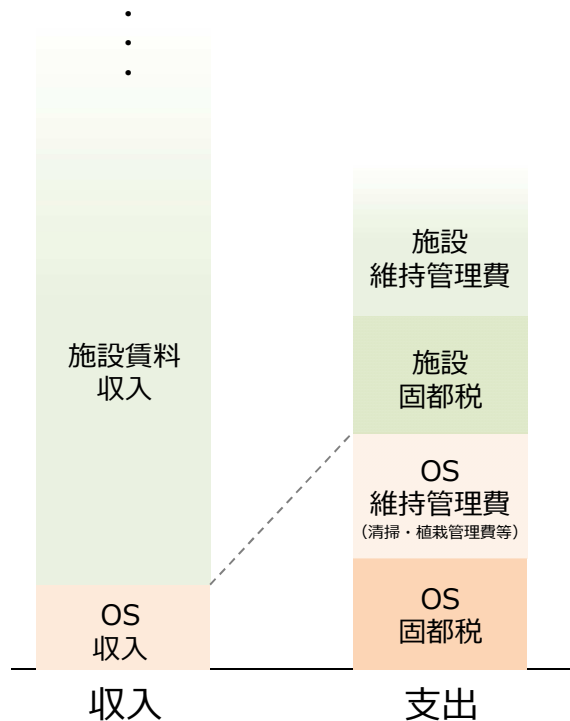 施設賃料
収入
OS
収入
収入
施設
維持管理費
施設
固都税
OS
維持管理費
（清掃・植栽管理費等）
OS
固都税
支出